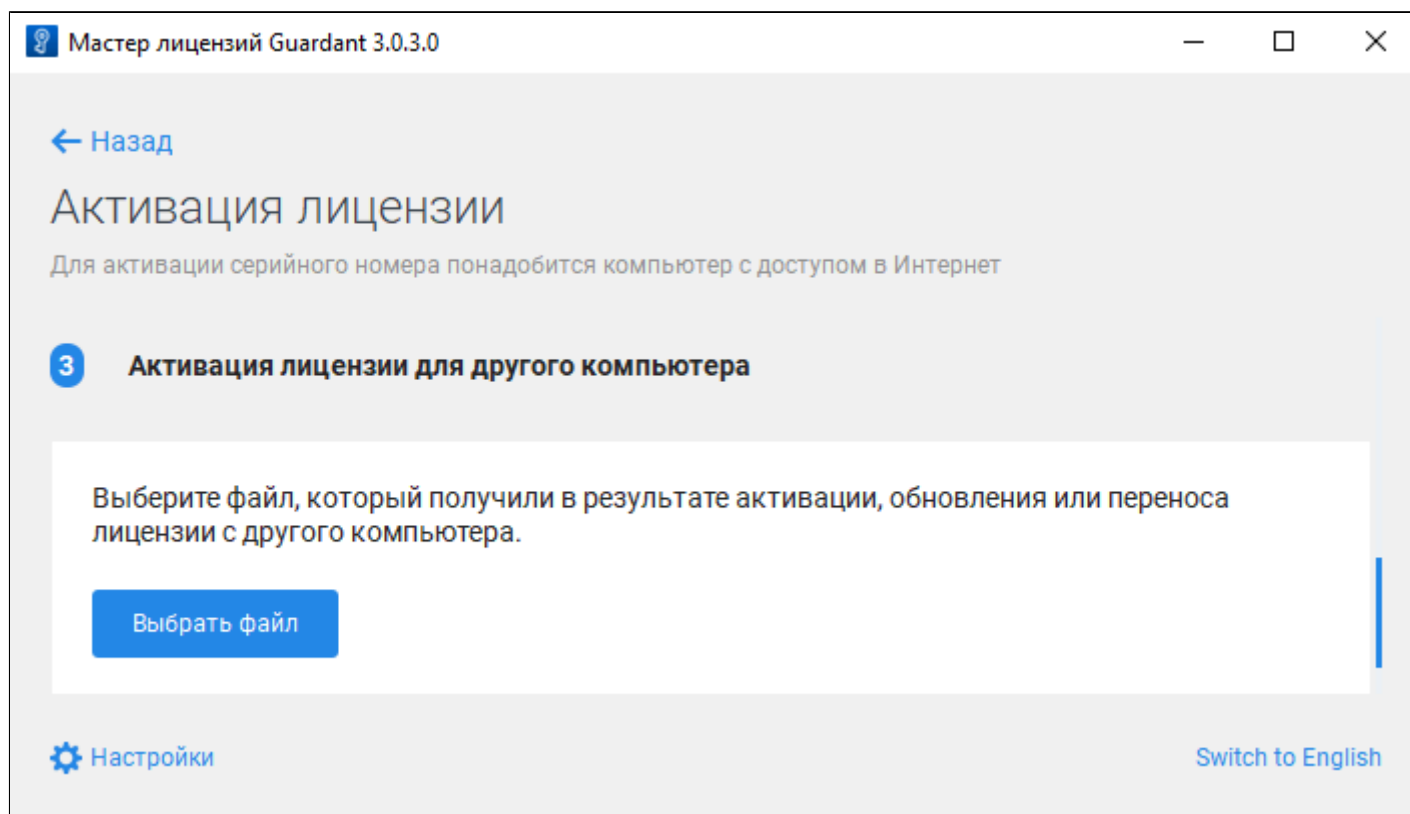 Мастер лицензий Guardant 3.0.3.0
Назад
Активация лицензии
Для активации серийного номера понадобится компьютер с доступом в Интернет
3 Активация лицензии для другого компьютера
Выберите файл, который получили в результате активации, обновления или переноса
лицензии с другого компьютера.
Выбрать файл
Настройки
Switch to English